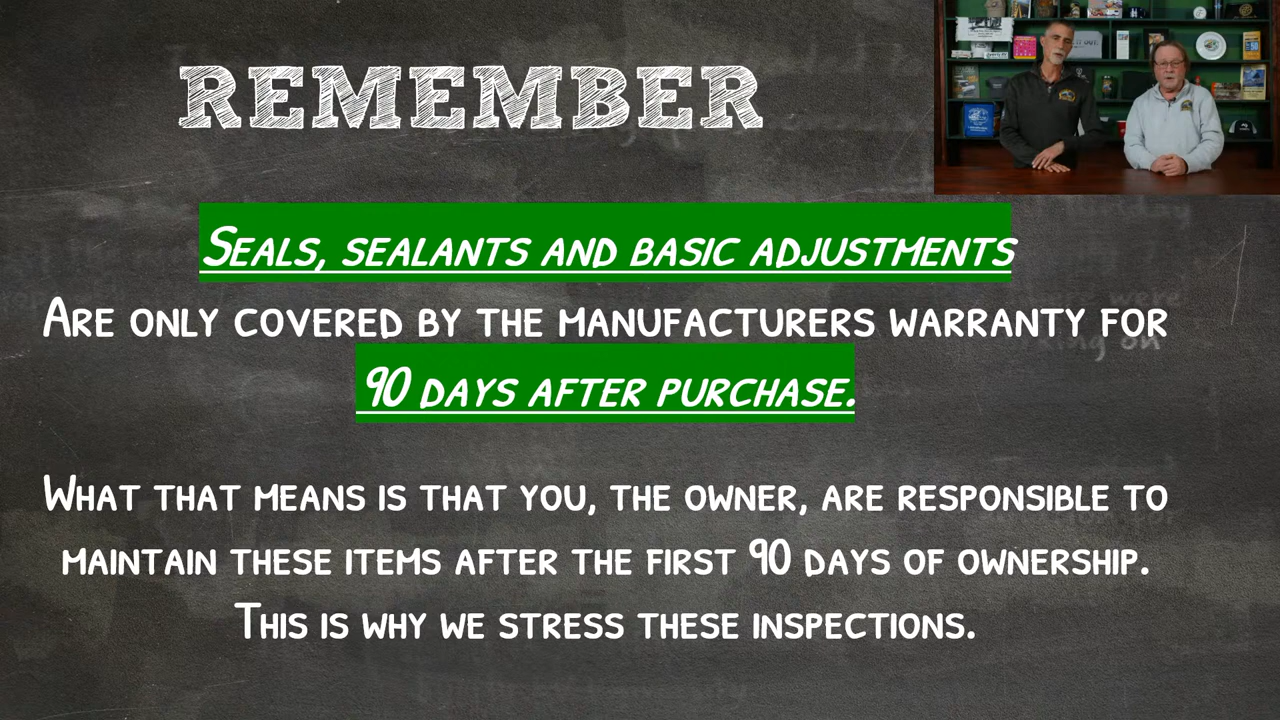 REMEMBER
SEALS, SEALANTS AND BASIC ADJUSTMENTS
ARE ONLY COVERED BY THE MANUFACTURERS WARRANTY FOR
90 DAYS AFTER PURCHASE.
WHAT THAT MEANS IS THAT YOU, THE OWNER, ARE RESPONSIBLE TO
MAINTAIN THESE ITEMS AFTER THE FIRST 90 DAYS OF OWNERSHIP.
THIS IS WHY WE STRESS THESE INSPECTIONS.